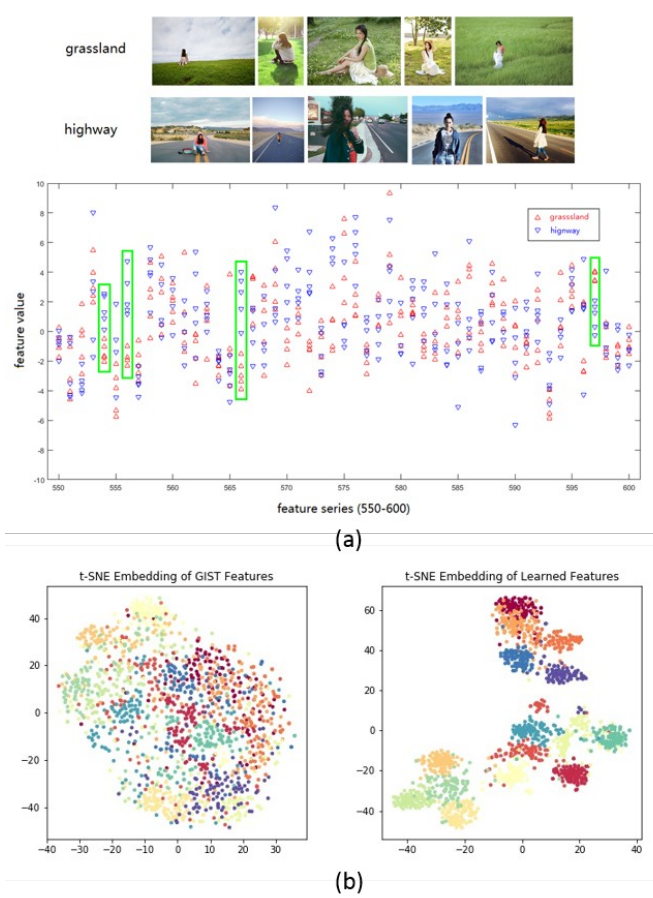 grassland
highway
10
8
6
4
2
0
-2
-4
-6
-8
-10
feature value
grasssland
highway
550 555 560 565 570 575 580 585 590 595 600
feature series (550-600)
(a)
t-SNE Embedding of GIST Features
40
20
0
−20
−40
−40 −30 −20 −10 0 10 20 30
t-SNE Embedding of Learned Features
60
40
20
0
−20
−40
−40 −20 0 20 40
(b)